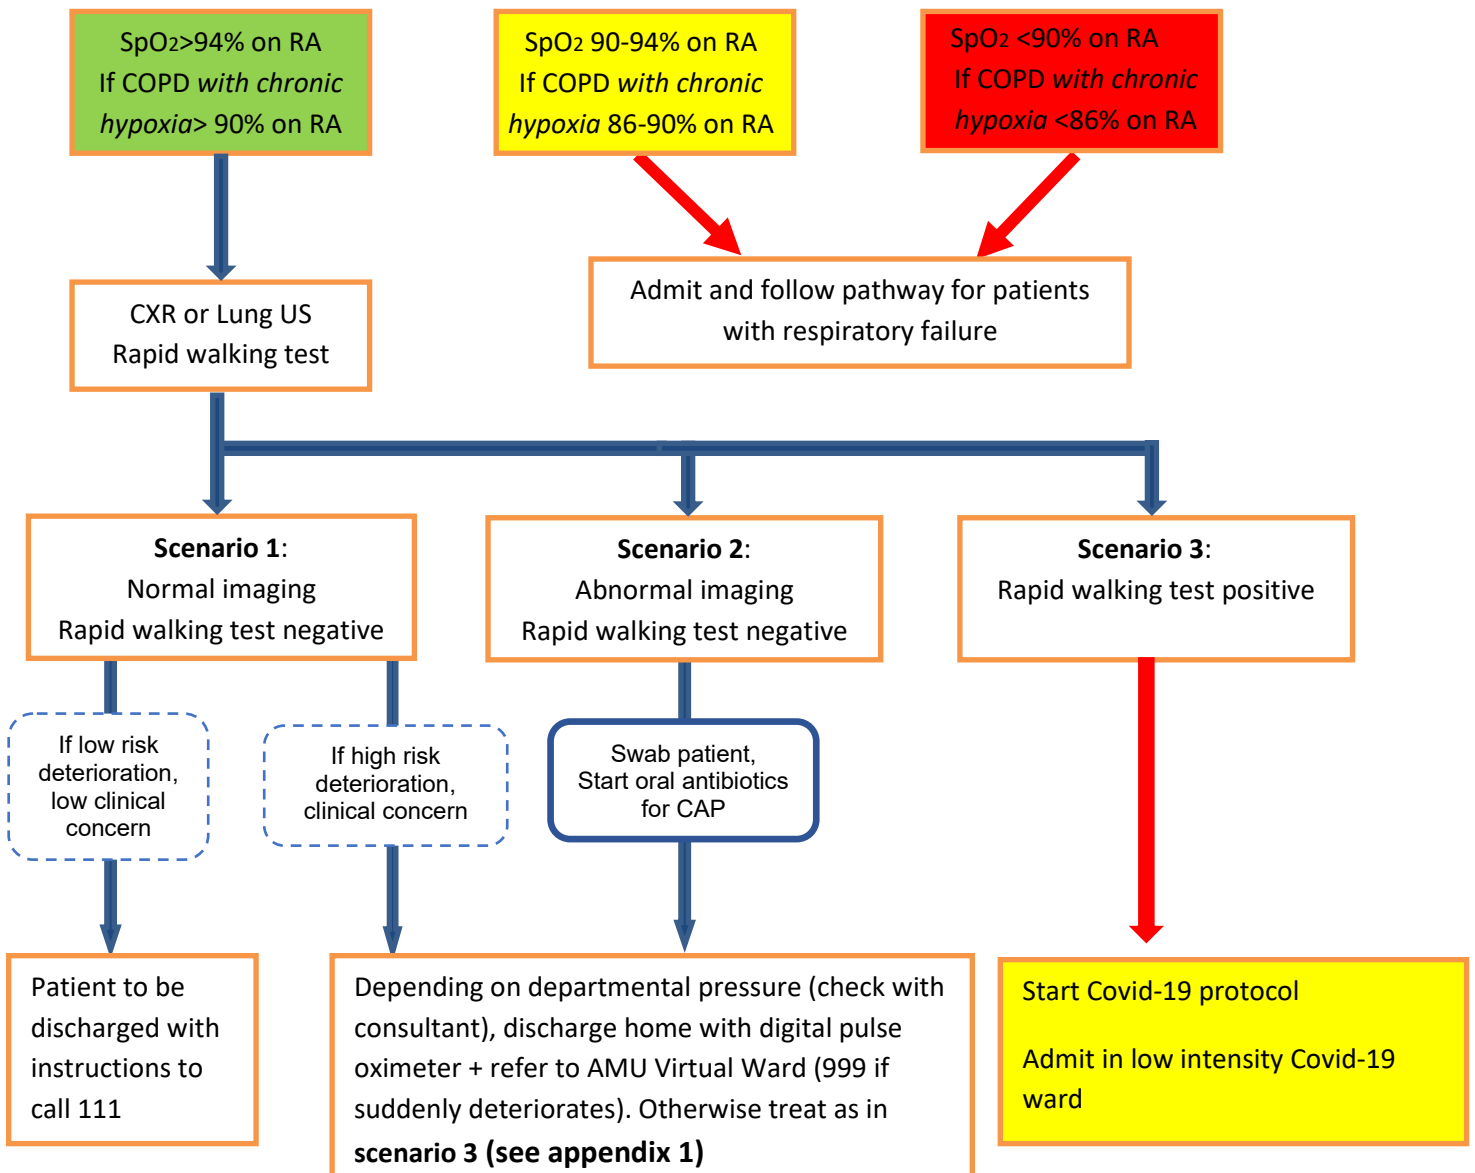 SpO2>94% on RA
If COPD with chronic
hypoxia> 90% on RA
SpO2 90-94% on RA
If COPD with chronic
hypoxia 86-90% on RA
SpO2 <90% on RA
If COPD with chronic
hypoxia <86% on RA
CXR or Lung US
Rapid walking test
Admit and follow pathway for patients
with respiratory failure
Scenario 1:
Normal imaging
Rapid walking test negative
Scenario 2:
Abnormal imaging
Rapid walking test negative
Scenario 3:
Rapid walking test positive
If low risk
deterioration,
low clinical
concern
If high risk
deterioration,
clinical concern
Swab patient,
Start oral antibiotics
for CAP
Patient to be
discharged with
instructions to
call 111
Depending on departmental pressure (check with
consultant), discharge home with digital pulse
oximeter + refer to AMU Virtual Ward (999 if
suddenly deteriorates). Otherwise treat as in
scenario 3 (see appendix 1)
Start Covid-19 protocol
Admit in low intensity Covid-19
ward